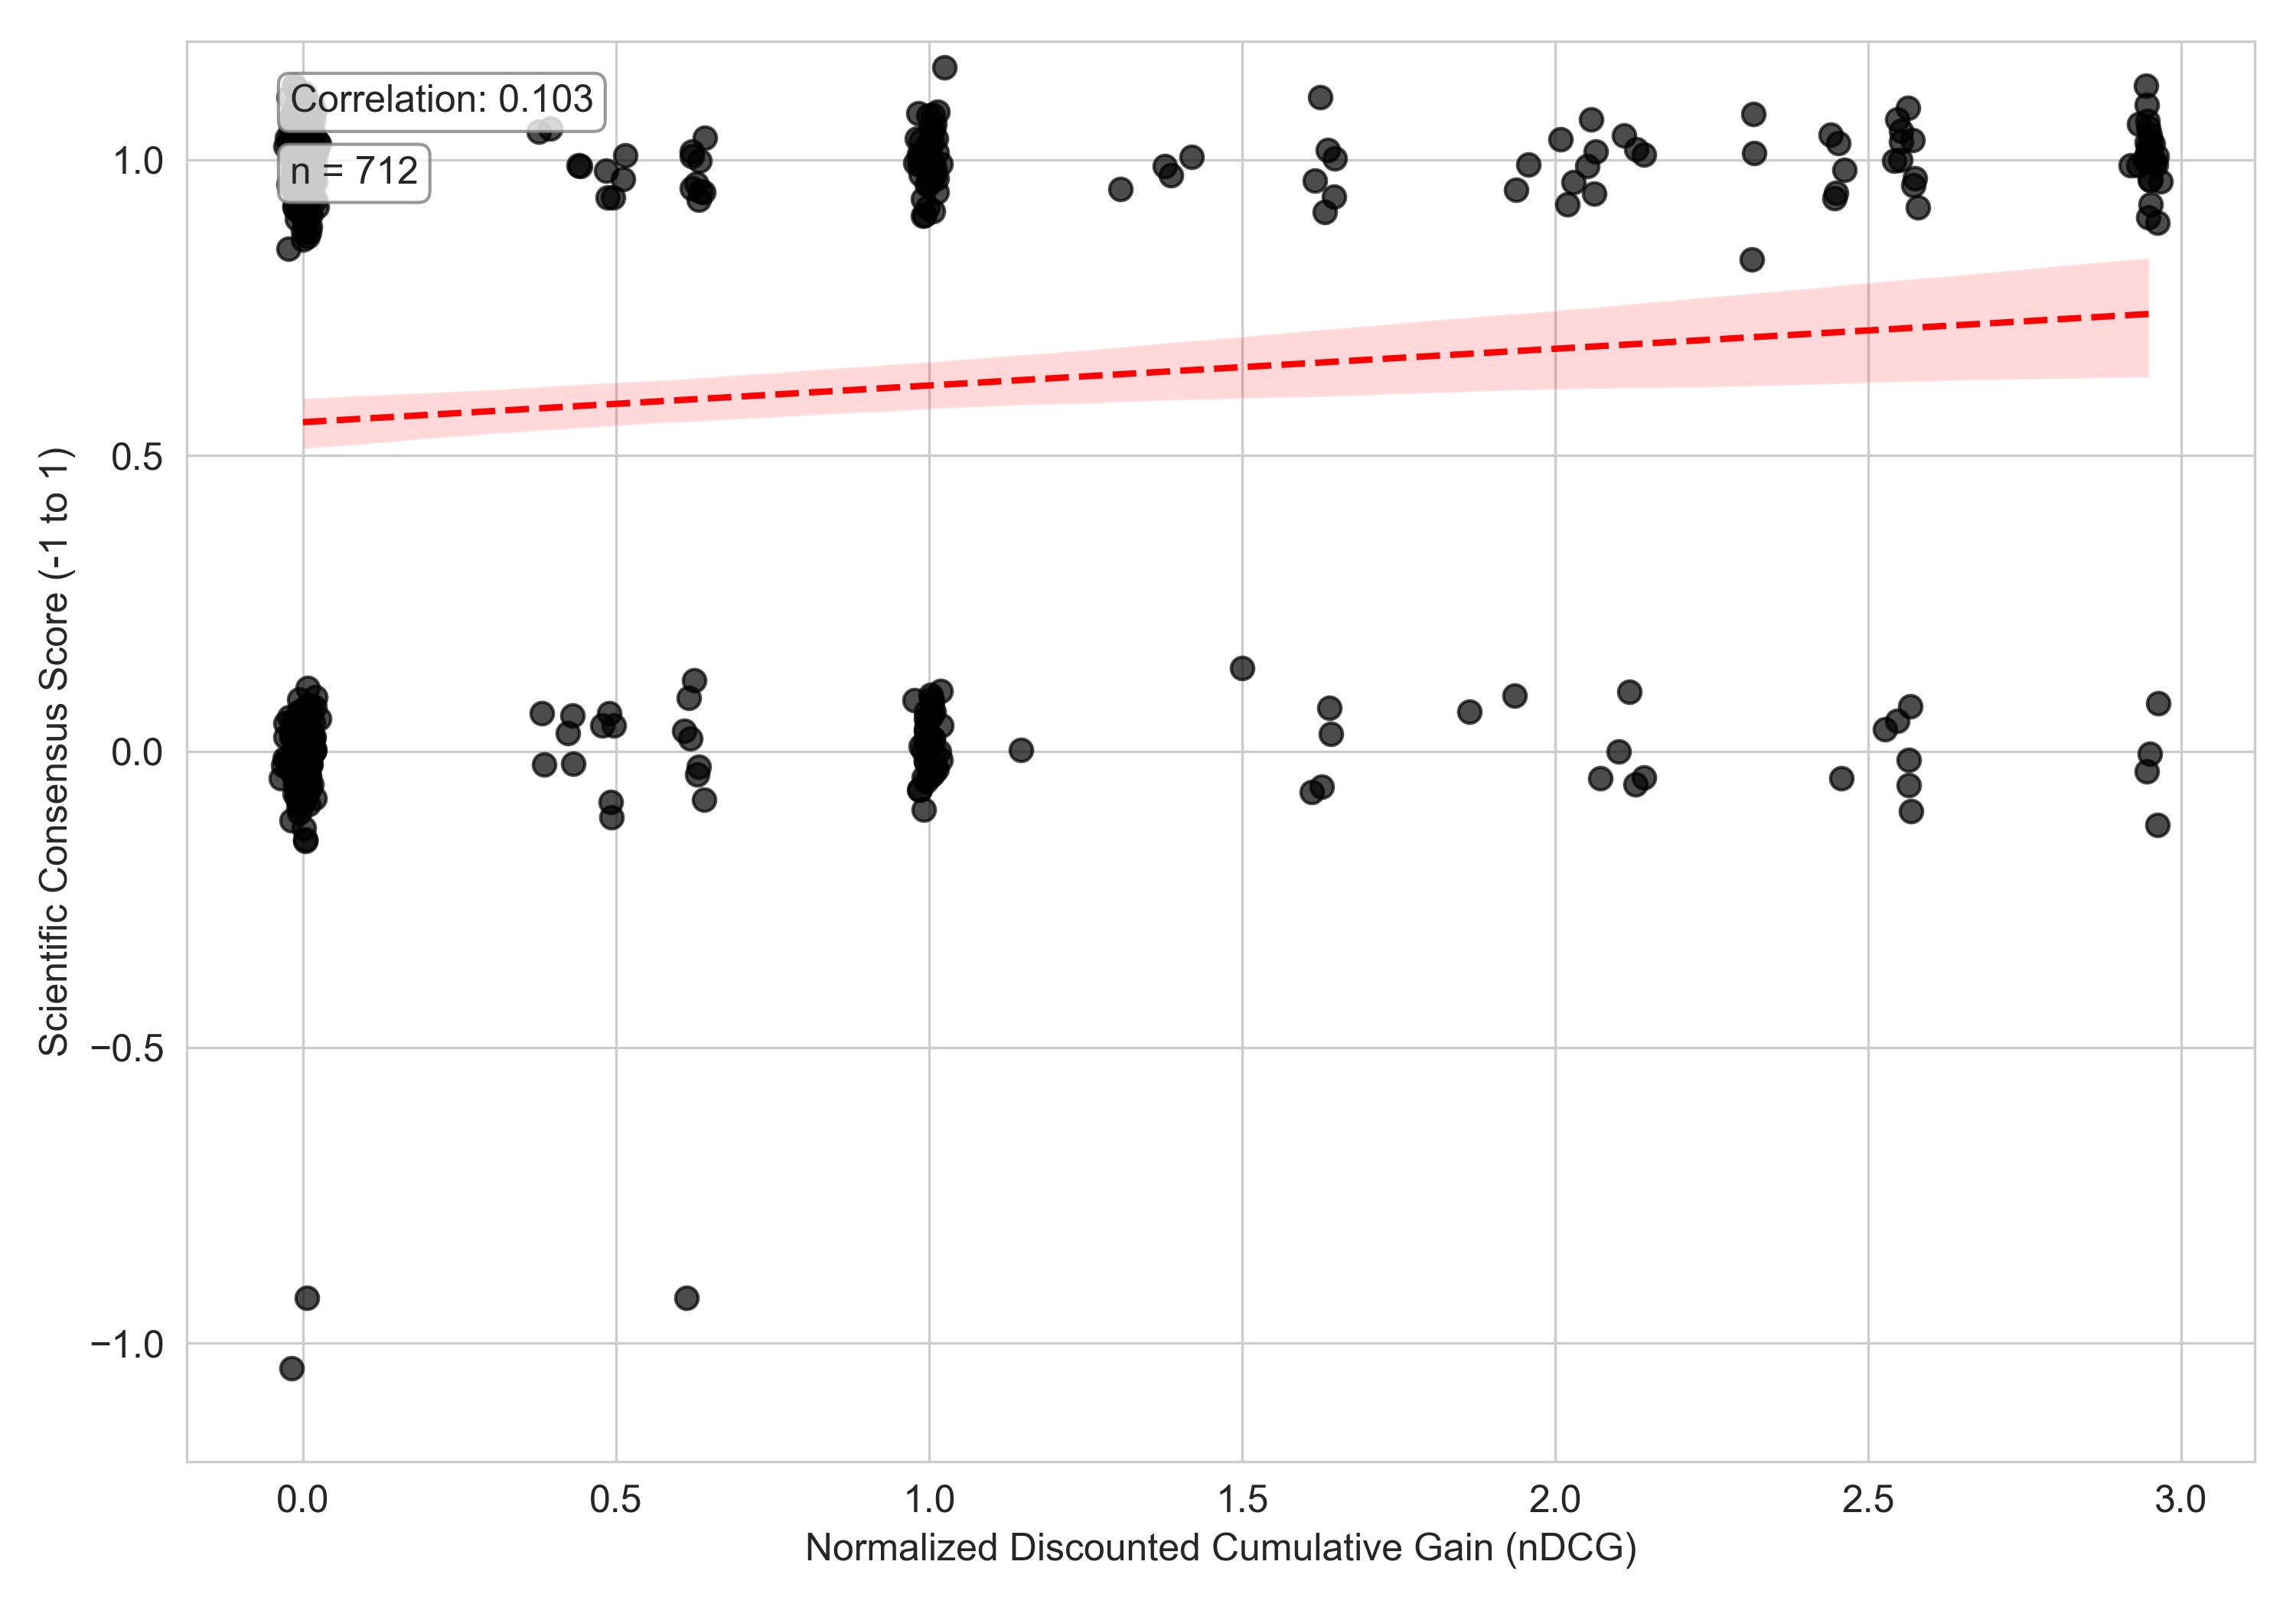 Correlation: 0.103
n = 712
Scientific Consensus Score (-1 to 1)
1.0
0.5
0.0
−0.5
−1.0
0.0 0.5 1.0 1.5 2.0 2.5 3.0
Normalized Discounted Cumulative Gain (nDCG)